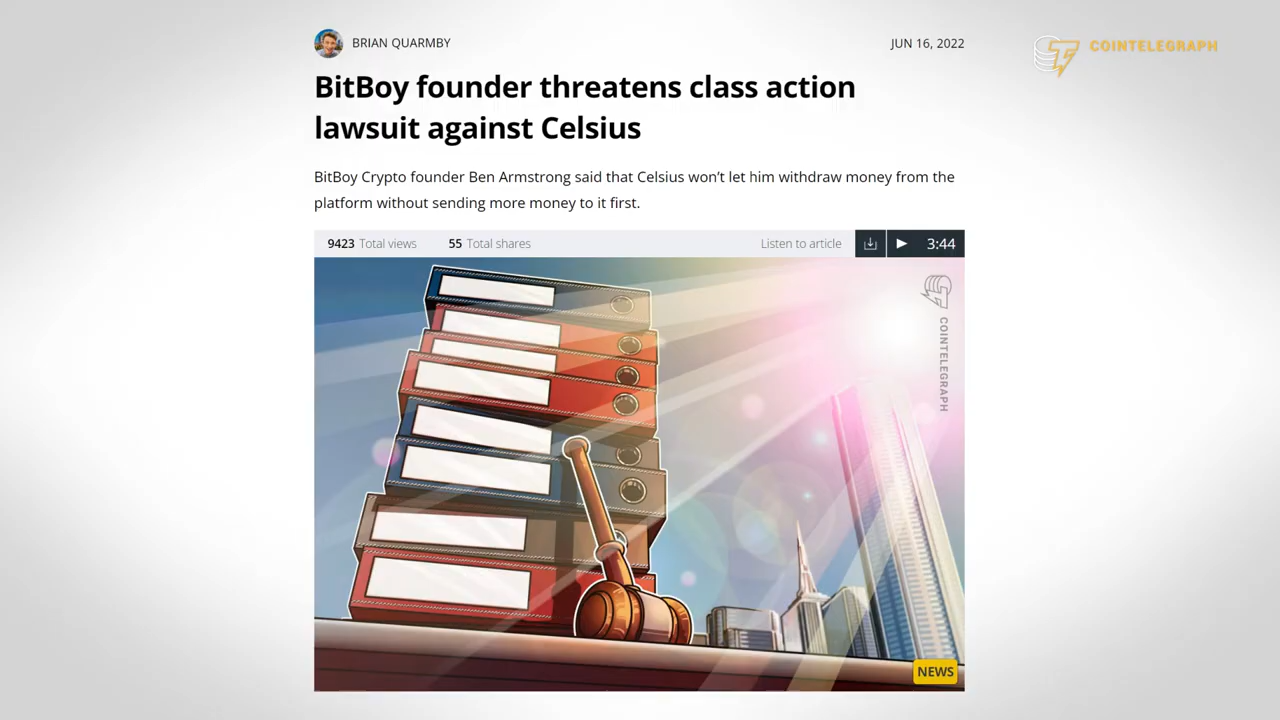 BRIAN QUARMBY
JUN 16, 2022
COINTELEGRAPH
BitBoy founder threatens class action
lawsuit against Celsius
BitBoy Crypto founder Ben Armstrong said that Celsius won’t let him withdraw money from the
platform without sending more money to it first.
9423 Total views 55 Total shares Listen to article 3:44
COINTELEGRAPH
NEWS